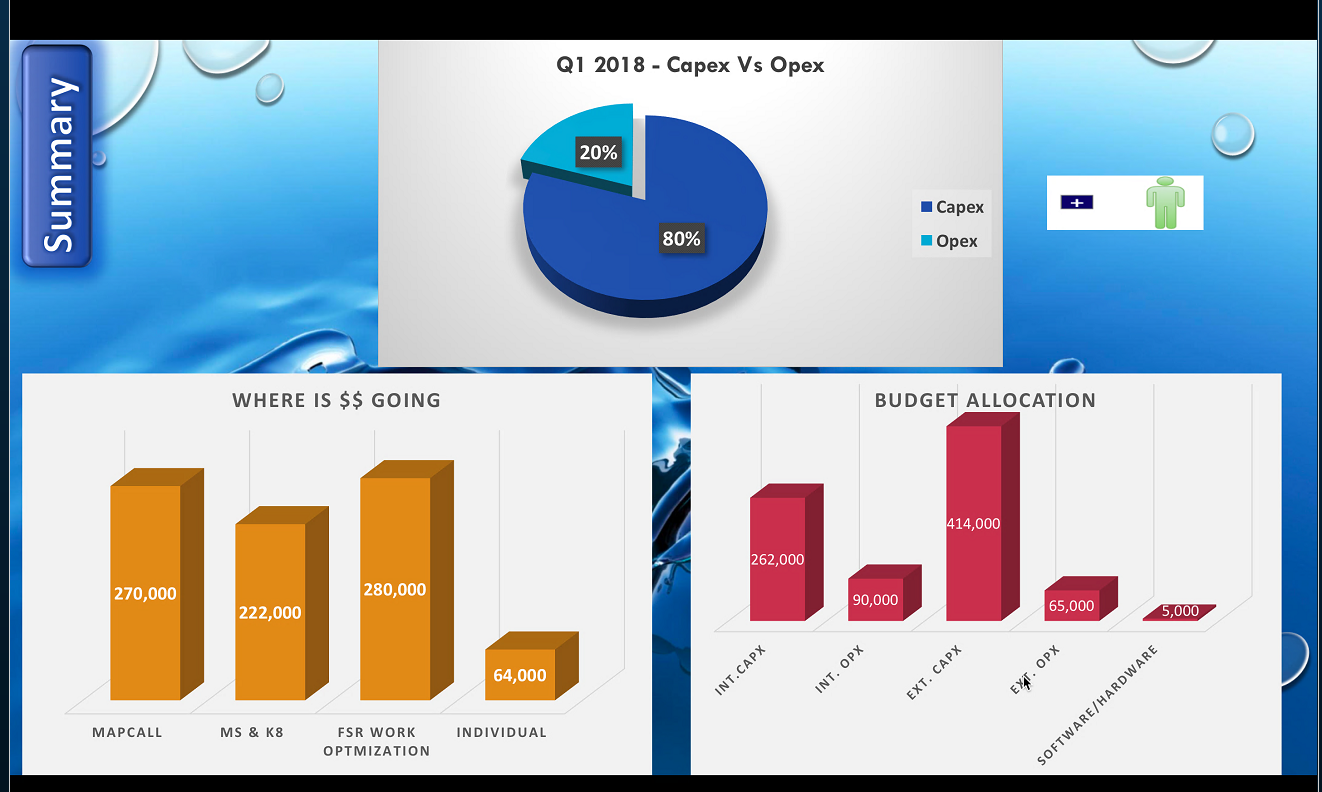 Summary
Q1 2018 - Capex Vs Opex
20%
80%
Capex
Opex
WHERE IS $$ GOING
270,000
222,000
280,000
64,000
MAPCALL
MS & K8
FSR WORK
OPTMIZATION
INDIVIDUAL
BUDGET ALLOCATION
262,000
90,000
414,000
65,000
5,000
INT.CAPX
INT. OPX
EXT. CAPX
EXT. OPX
SOFTWARE/HARDWARE